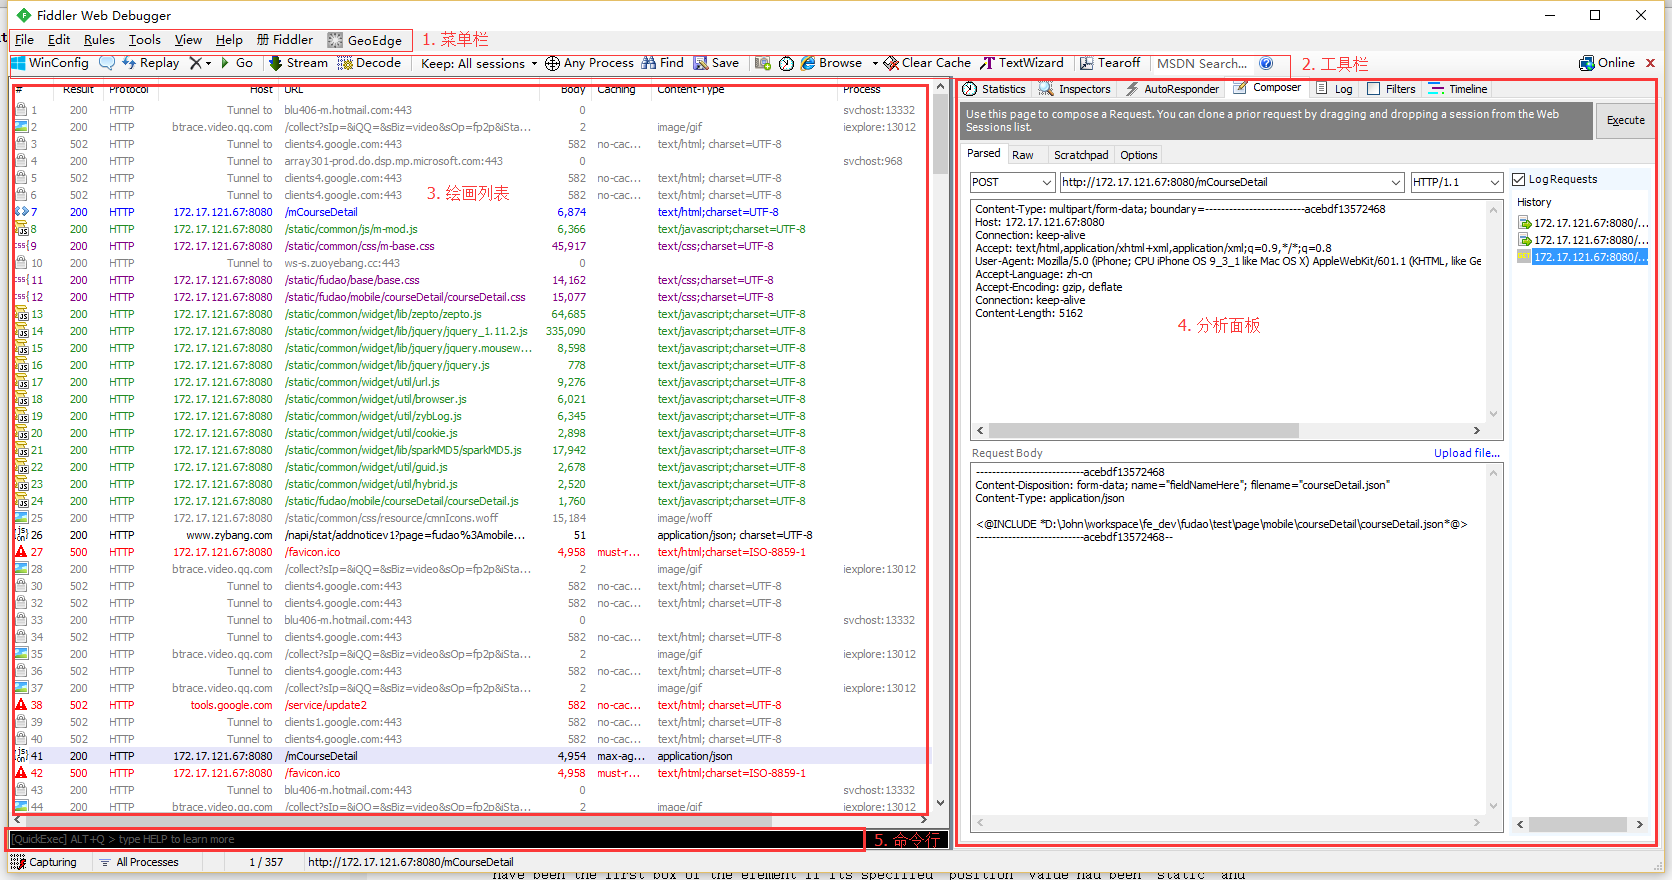 Fiddler Web Debugger
File Edit Rules Tools View Help Fiddler GeoEdge 1. 菜单栏
WinConfig Replay Go Stream Decode Keep: All sessions Any Process Find Save Browse Clear Cache TextWizard Tearoff MSDN Search... 2. 工具栏 Online
# Result Protocol Host URL Body Caching Content-Type Process
1 200 HTTP Tunnel to blu406-m.hotmail.com:443 0 svchost:13332
2 200 HTTP btrace.video.qq.com /collect?sIp=&iQQ=&sBiz=video&sOp=fp2p&iSta... 2 image/gif iexplore:13012
3 502 HTTP Tunnel to clients4.google.com:443 582 no-cac... text/html; charset=UTF-8
4 200 HTTP Tunnel to array301-prod.do.dsp.mp.microsoft.com:443 0 svchost:968
5 502 HTTP Tunnel to clients4.google.com:443 582 no-cac... text/html; charset=UTF-8
6 502 HTTP Tunnel to clients4.google.com:443 582 no-cac... text/html; charset=UTF-8
3. 绘画列表
7 200 HTTP 172.17.121.67:8080 /mCourseDetail 6,874 text/html;charset=UTF-8
8 200 HTTP 172.17.121.67:8080 /static/common/js/m-mod.js 6,366 text/javascript;charset=UTF-8
9 200 HTTP 172.17.121.67:8080 /static/common/css/m-base.css 45,917 text/css;charset=UTF-8
10 200 HTTP Tunnel to ws-s.zuoyebang.cc:443 0
11 200 HTTP 172.17.121.67:8080 /static/fudao/base/base.css 14,162 text/css;charset=UTF-8
12 200 HTTP 172.17.121.67:8080 /static/fudao/mobile/courseDetail/courseDetail.css 15,077 text/css;charset=UTF-8
13 200 HTTP 172.17.121.67:8080 /static/common/widget/lib/zepto/zepto.js 64,685 text/javascript;charset=UTF-8
14 200 HTTP 172.17.121.67:8080 /static/common/widget/lib/jquery/jquery_1.11.2.js 335,090 text/javascript;charset=UTF-8
15 200 HTTP 172.17.121.67:8080 /static/common/widget/lib/jquery/jquery.mousew... 8,598 text/javascript;charset=UTF-8
16 200 HTTP 172.17.121.67:8080 /static/common/widget/lib/jquery/jquery.js 778 text/javascript;charset=UTF-8
17 200 HTTP 172.17.121.67:8080 /static/common/widget/util/url.js 9,276 text/javascript;charset=UTF-8
18 200 HTTP 172.17.121.67:8080 /static/common/widget/util/browser.js 6,021 text/javascript;charset=UTF-8
19 200 HTTP 172.17.121.67:8080 /static/common/widget/util/zybLog.js 6,345 text/javascript;charset=UTF-8
20 200 HTTP 172.17.121.67:8080 /static/common/widget/util/cookie.js 2,898 text/javascript;charset=UTF-8
21 200 HTTP 172.17.121.67:8080 /static/common/widget/lib/sparkMD5/sparkMD5.js 17,942 text/javascript;charset=UTF-8
22 200 HTTP 172.17.121.67:8080 /static/common/widget/util/guid.js 2,678 text/javascript;charset=UTF-8
23 200 HTTP 172.17.121.67:8080 /static/common/widget/util/hybrid.js 2,520 text/javascript;charset=UTF-8
24 200 HTTP 172.17.121.67:8080 /static/fudao/mobile/courseDetail/courseDetail.js 1,760 text/javascript;charset=UTF-8
25 200 HTTP 172.17.121.67:8080 /static/common/css/resource/cmnIcons.woff 15,184 image/woff
26 200 HTTP www.zybang.com /napi/stat/addnoticev1?page=fudao%3Amobile... 51 application/json; charset=UTF-8
27 500 HTTP 172.17.121.67:8080 /favicon.ico 4,958 must-r... text/html;charset=ISO-8859-1
28 200 HTTP btrace.video.qq.com /collect?sIp=&iQQ=&sBiz=video&sOp=fp2p&iSta... 2 image/gif iexplore:13012
30 502 HTTP Tunnel to clients4.google.com:443 582 no-cac... text/html; charset=UTF-8
32 502 HTTP Tunnel to clients4.google.com:443 582 no-cac... text/html; charset=UTF-8
33 200 HTTP Tunnel to blu406-m.hotmail.com:443 0 svchost:13332
34 502 HTTP Tunnel to clients4.google.com:443 582 no-cac... text/html; charset=UTF-8
35 200 HTTP btrace.video.qq.com /collect?sIp=&iQQ=&sBiz=video&sOp=fp2p&iSta... 2 image/gif iexplore:13012
36 502 HTTP Tunnel to clients4.google.com:443 582 no-cac... text/html; charset=UTF-8
37 200 HTTP btrace.video.qq.com /collect?sIp=&iQQ=&sBiz=video&sOp=fp2p&iSta... 2 image/gif iexplore:13012
38 502 HTTP tools.google.com /service/update2 582 no-cac... text/html; charset=UTF-8
39 502 HTTP Tunnel to clients1.google.com:443 582 no-cac... text/html; charset=UTF-8
40 502 HTTP Tunnel to clients4.google.com:443 582 no-cac... text/html; charset=UTF-8
41 200 HTTP 172.17.121.67:8080 /mCourseDetail 4,954 max-ag... application/json
42 500 HTTP 172.17.121.67:8080 /favicon.ico 4,958 must-r... text/html;charset=ISO-8859-1
43 200 HTTP Tunnel to blu406-m.hotmail.com:443 0 svchost:13332
44 200 HTTP btrace.video.qq.com /collect?sIp=&iQQ=&sBiz=video&sOp=fp2p&iSta... 2 image/gif iexplore:13012
[QuickExec] ALT+Q > type HELP to learn more 5. 命令行
Capturing All Processes 1 / 357 http://172.17.121.67:8080/mCourseDetail
Statistics Inspectors AutoResponder Composer Log Filters Timeline
Use this page to compose a Request. You can clone a prior request by dragging and dropping a session from the Web
Sessions list.
Execute
Parsed Raw Scratchpad Options
POST http://172.17.121.67:8080/mCourseDetail HTTP/1.1
Content-Type: multipart/form-data; boundary=-------------------------acebdf13572468
Host: 172.17.121.67:8080
Connection: keep-alive
Accept: text/html,application/xhtml+xml,application/xml;q=0.9,*/*;q=0.8
User-Agent: Mozilla/5.0 (iPhone; CPU iPhone OS 9_3_1 like Mac OS X) AppleWebKit/601.1 (KHTML, like Ge
Accept-Language: zh-cn
Accept-Encoding: gzip, deflate
Connection: keep-alive
Content-Length: 5162
4. 分析面板
Request Body Upload file...
---------------------------acebdf13572468
Content-Disposition: form-data; name="fieldNameHere"; filename="courseDetail.json"
Content-Type: application/json
<@INCLUDE *D:\John\workspace\fe_dev\fudao\test\page\mobile\courseDetail\courseDetail.json*@>
---------------------------acebdf13572468--
Log Requests
History
172.17.121.67:8080/...
172.17.121.67:8080/...
172.17.121.67:8080/...
have been the first box of the element if its specified 'position' value had been 'static' and